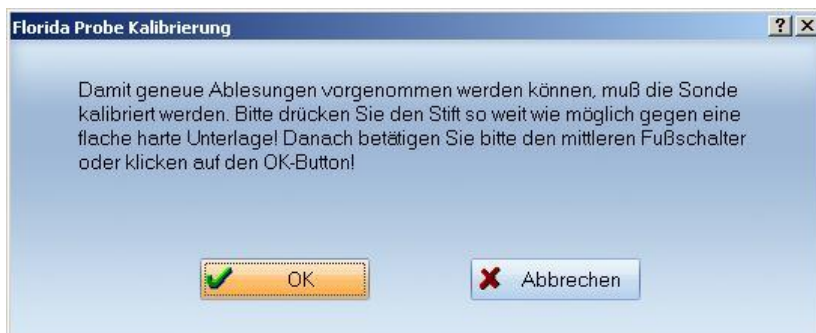 Florida Probe Kalibrierung
Damit geneue Ablesungen vorgenommen werden können, muß die Sonde
kalibriert werden. Bitte drücken Sie den Stift so weit wie möglich gegen eine
flache harte Unterlage! Danach betätigen Sie bitte den mittleren Fußschalter
oder klicken auf den OK-Button!
OK Abbrechen